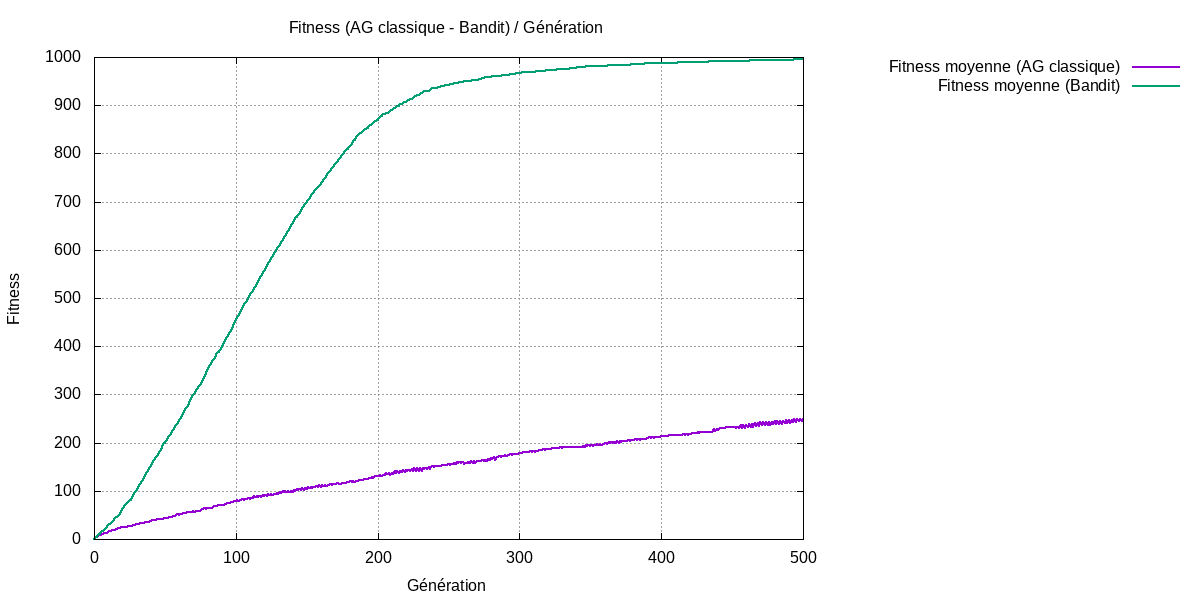 Fitness (AG classique - Bandit) / Génération
Fitness moyenne (AG classique)
Fitness moyenne (Bandit)
1000
900
800
700
600
500
400
300
200
100
0
Fitness
0 100 200 300 400 500
Génération